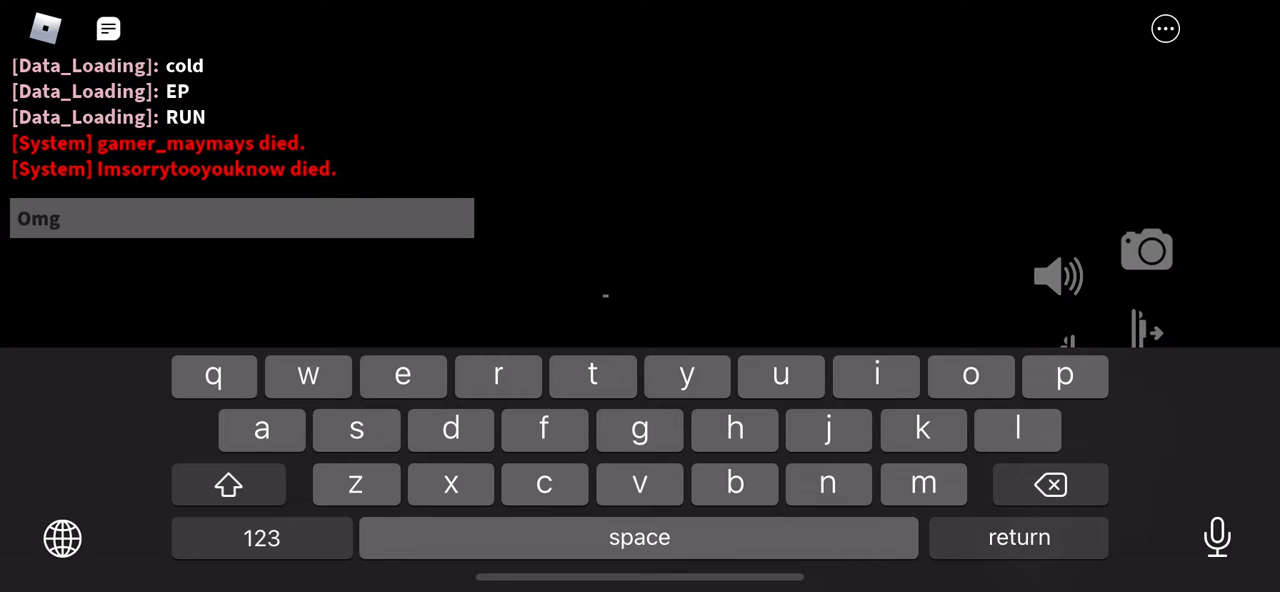 [Data_Loading]: cold
[Data_Loading]: EP
[Data_Loading]: RUN
[System] gamer_maymays died.
[System] Imsorrytooyouknow died.
Omg
q w e r t y u i o p
a s d f g h j k l
z x c v b n m
123 space return